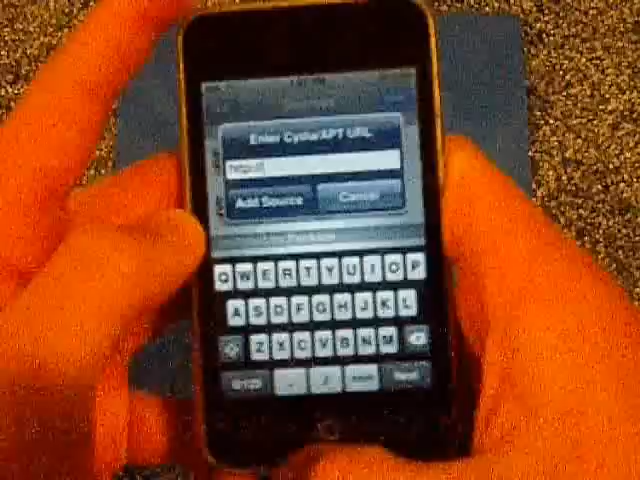 Enter Cydia/APT URL
http://
Add Source Cancel
Q W E R T Y U I O P
A S D F G H J K L
Z X C V B N M
. /